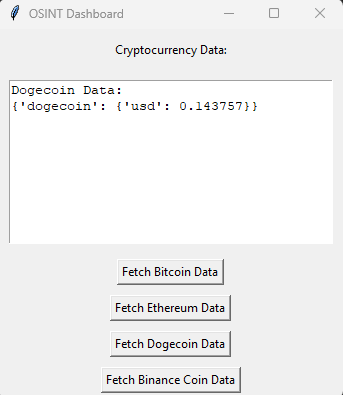 OSINT Dashboard
Cryptocurrency Data:
Dogecoin Data:
{'dogecoin': {'usd': 0.143757}}
Fetch Bitcoin Data
Fetch Ethereum Data
Fetch Dogecoin Data
Fetch Binance Coin Data